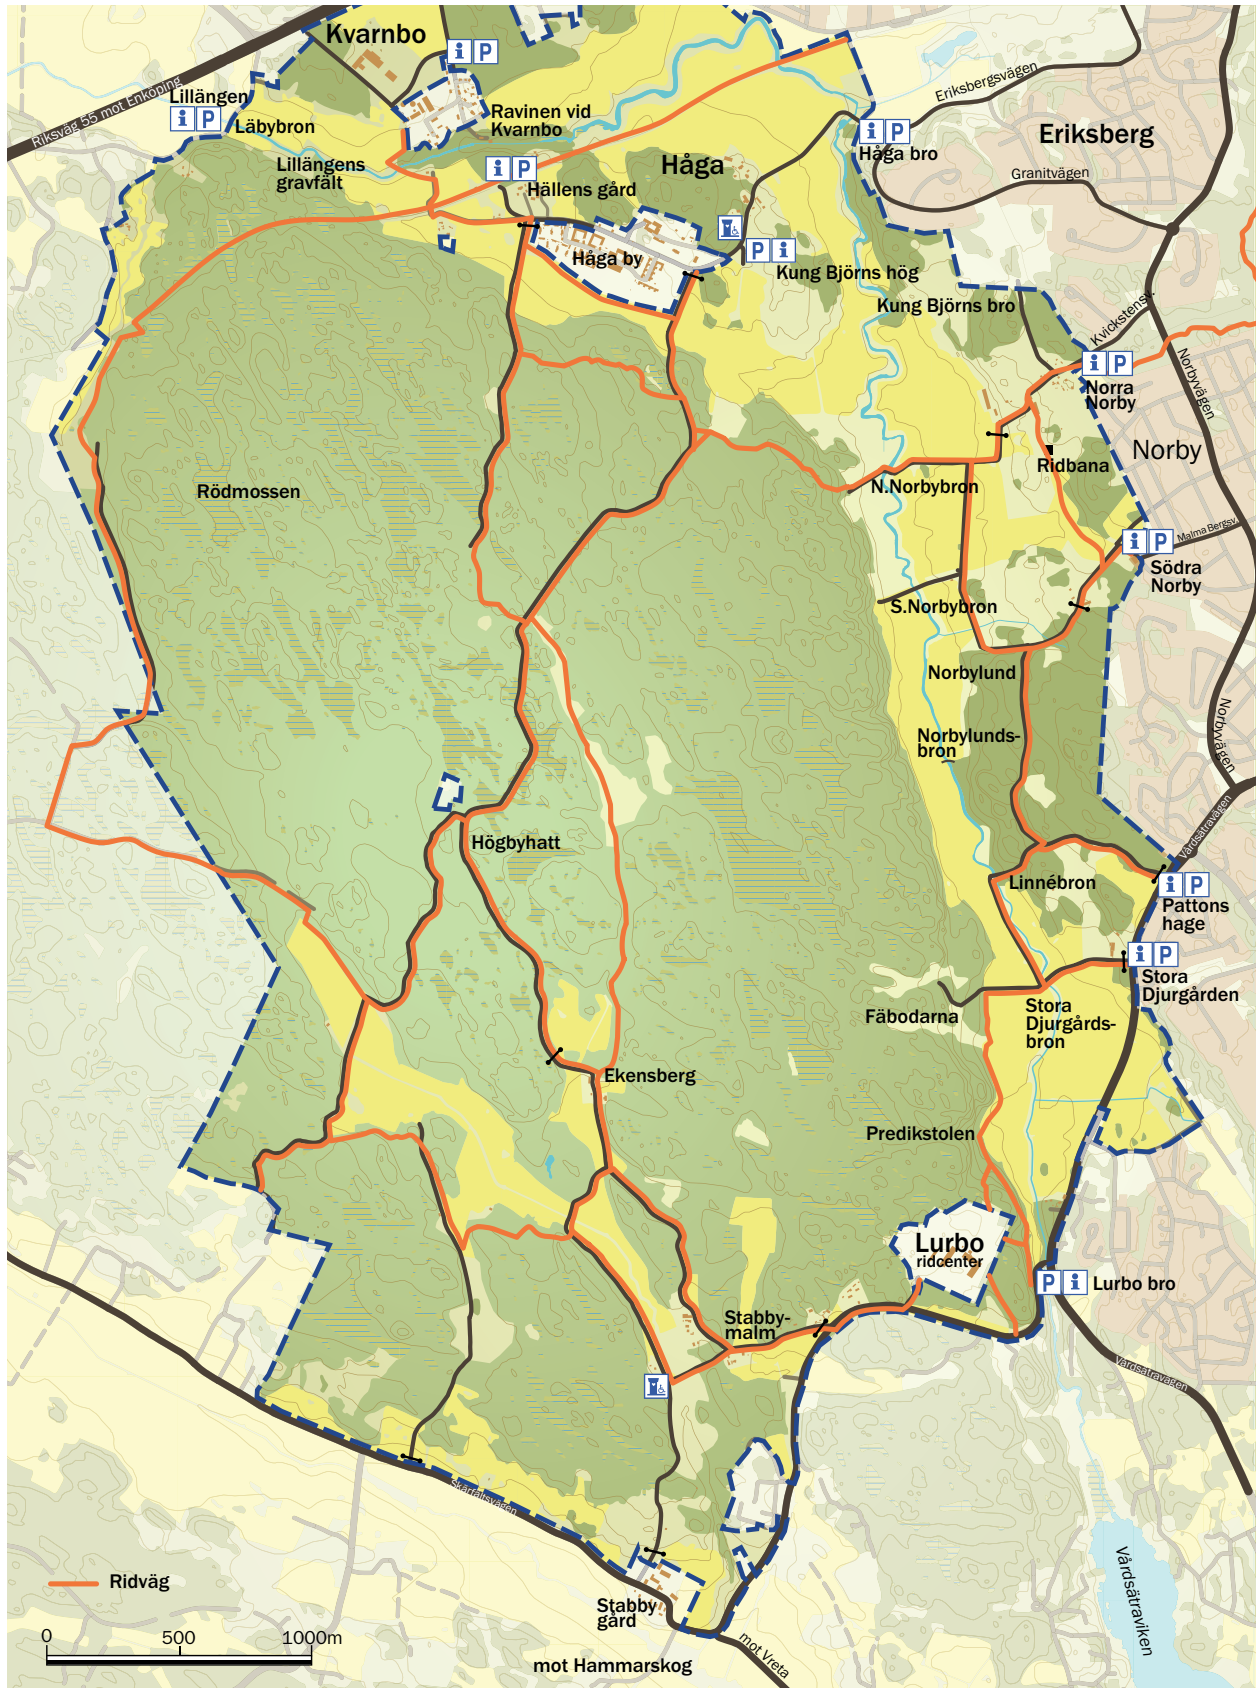 Kvarnbo
i P
Riksväg 55 mot Enköping
Lillängen
i P
Läbybron
Ravinen vid
Kvarnbo
Lillängens
gravfält
i P
Hällens gård
Håga
Eriksbergsvägen
Eriksberg
i P
Håga bro
Granitvägen
Håga by
P i
Kung Björns hög
Kung Björns bro
Kvickstensv.
i P
Norra
Norby
Norbyvägen
Norby
Ridbana
Rödmossen
N.Norbybron
Malma Bergsv.
i P
Södra
Norby
S.Norbybron
Norbylund
Norbylunds-
bron
Norbyvägen
Vårdsätravägen
Högbyhatt
Linnébron
i P
Pattons
hage
i P
Stora
Djurgården
Fäbodarna
Stora
Djurgårds-
bron
Ekensberg
Predikstolen
Lurbo
ridcenter
P i
Lurbo bro
Stabby-
malm
Vårdsätravägen
Skärfältsvägen
Vårdsätraviken
Ridväg
Stabby
gård
0 500 1000m
mot Hammarskog
mot Vreta